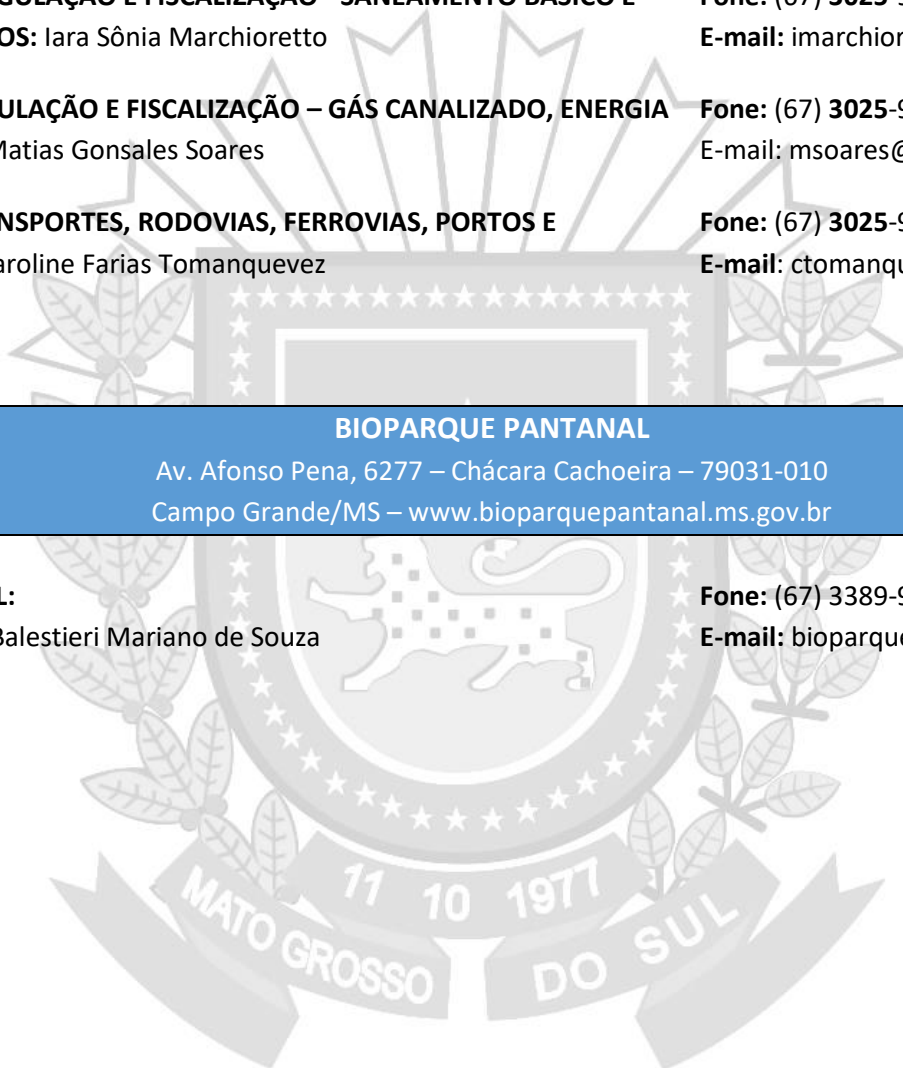 GULAÇÃO E FISCALIZAÇÃO - SANEAMENTO BÁSICO E Fone: (67) 3025-9
OS: Iara Sônia Marchioretto E-mail: imarchior
ULAÇÃO E FISCALIZAÇÃO – GÁS CANALIZADO, ENERGIA Fone: (67) 3025-9
Matias Gonsales Soares E-mail: msoares@
NSPORTES, RODOVIAS, FERROVIAS, PORTOS E Fone: (67) 3025-9
aroline Farias Tomanquevez E-mail: ctomanqu
BIOPARQUE PANTANAL
Av. Afonso Pena, 6277 – Chácara Cachoeira – 79031-010
Campo Grande/MS – www.bioparquepantanal.ms.gov.br
L: Fone: (67) 3389-9
Balestieri Mariano de Souza E-mail: bioparque
11 10 1977
MATO GROSSO DO SUL